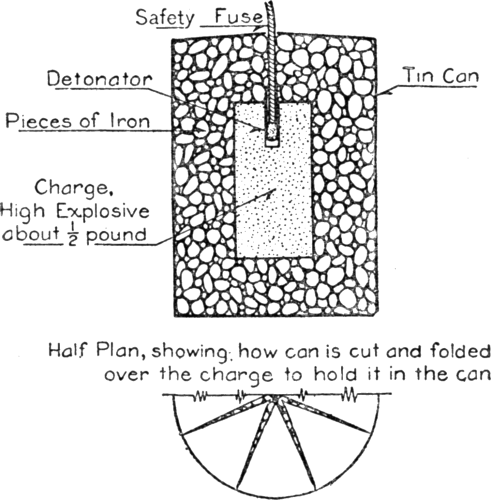 Safety Fuse
Detonator
Tin Can
Pieces of Iron
Charge,
High Explosive
about 1/2 pound
Half Plan, showing: how can is cut and folded
over the charge to hold it in the can